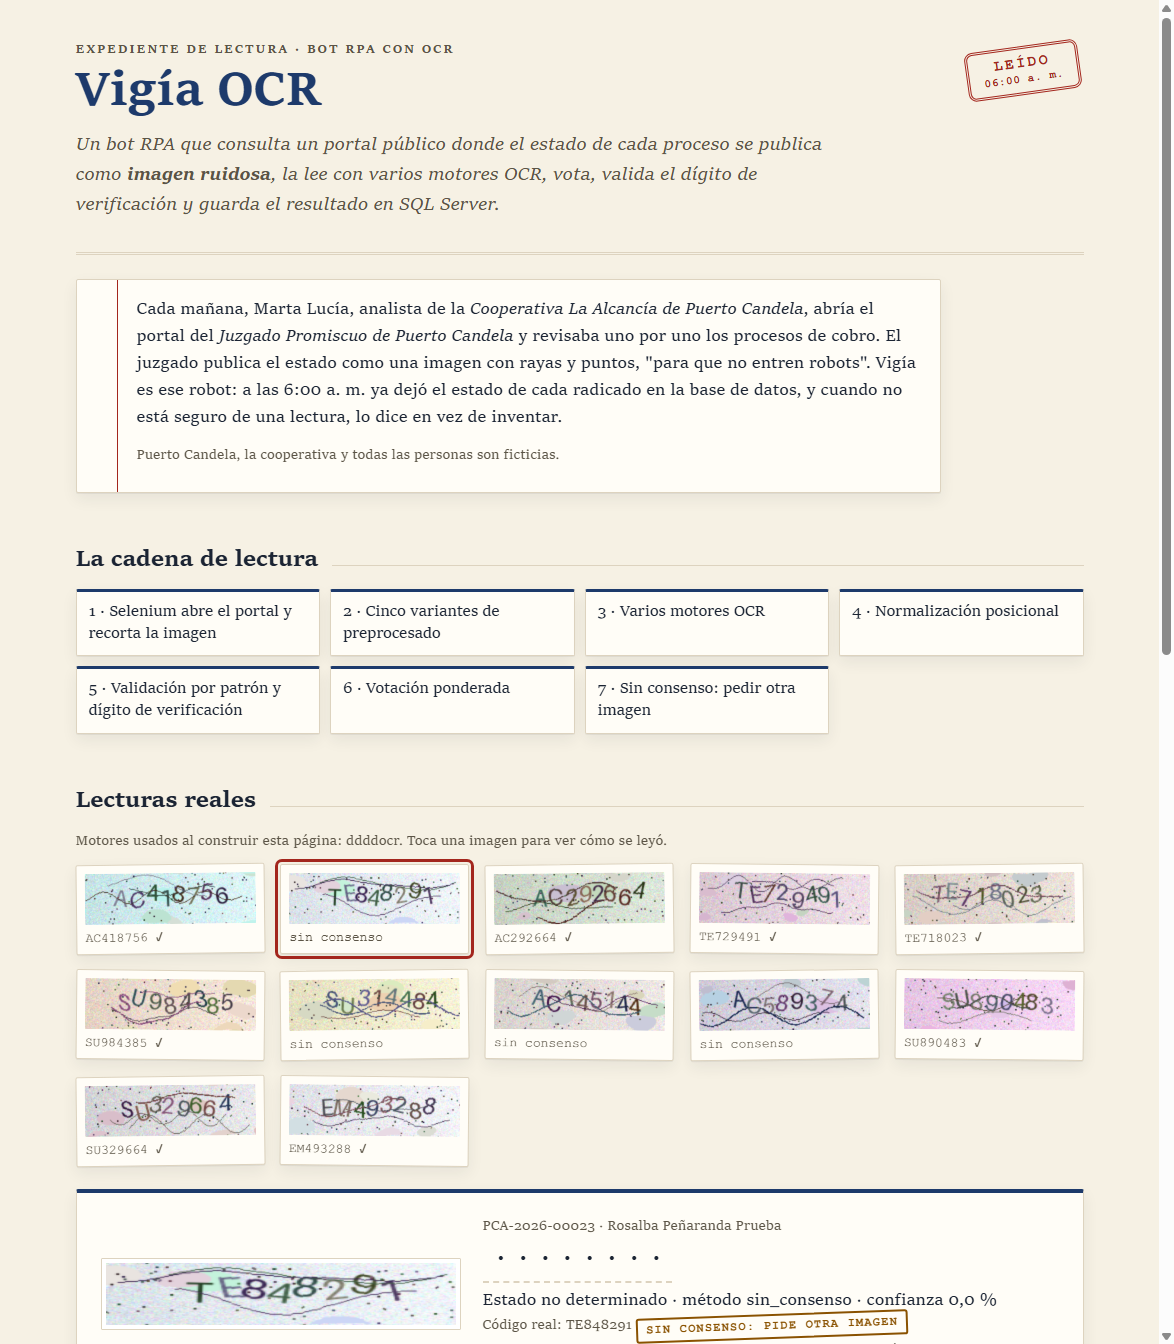 EXPEDIENTE DE LECTURA · BOT RPA CON OCR
Vigía OCR
LEÍDO
06:00 a. m.
Un bot RPA que consulta un portal público donde el estado de cada proceso se publica
como imagen ruidosa, la lee con varios motores OCR, vota, valida el dígito de
verificación y guarda el resultado en SQL Server.
Cada mañana, Marta Lucía, analista de la Cooperativa La Alcancía de Puerto Candela, abría el
portal del Juzgado Promiscuo de Puerto Candela y revisaba uno por uno los procesos de cobro. El
juzgado publica el estado como una imagen con rayas y puntos, "para que no entren robots". Vigía
es ese robot: a las 6:00 a. m. ya dejó el estado de cada radicado en la base de datos, y cuando no
está seguro de una lectura, lo dice en vez de inventar.
Puerto Candela, la cooperativa y todas las personas son ficticias.
La cadena de lectura
1 · Selenium abre el portal y
recorta la imagen
2 · Cinco variantes de
preprocesado
3 · Varios motores OCR
4 · Normalización posicional
5 · Validación por patrón y
dígito de verificación
6 · Votación ponderada
7 · Sin consenso: pedir otra
imagen
Lecturas reales
Motores usados al construir esta página: ddddocr. Toca una imagen para ver cómo se leyó.
AC418756
AC418756 ✓
TE848291
sin consenso
AC292664
AC292664 ✓
TE729491
TE729491 ✓
TE718023
TE718023 ✓
SU984385
SU984385 ✓
SU314484
sin consenso
AC145144
sin consenso
AC589374
sin consenso
SU890483
SU890483 ✓
SU329664
SU329664 ✓
EM493288
EM493288 ✓
TE848291
PCA-2026-00023 · Rosalba Peñaranda Prueba
· · · · · · · ·
Estado no determinado · método sin_consenso · confianza 0,0 %
Código real: TE848291 SIN CONSENSO: PIDE OTRA IMAGEN